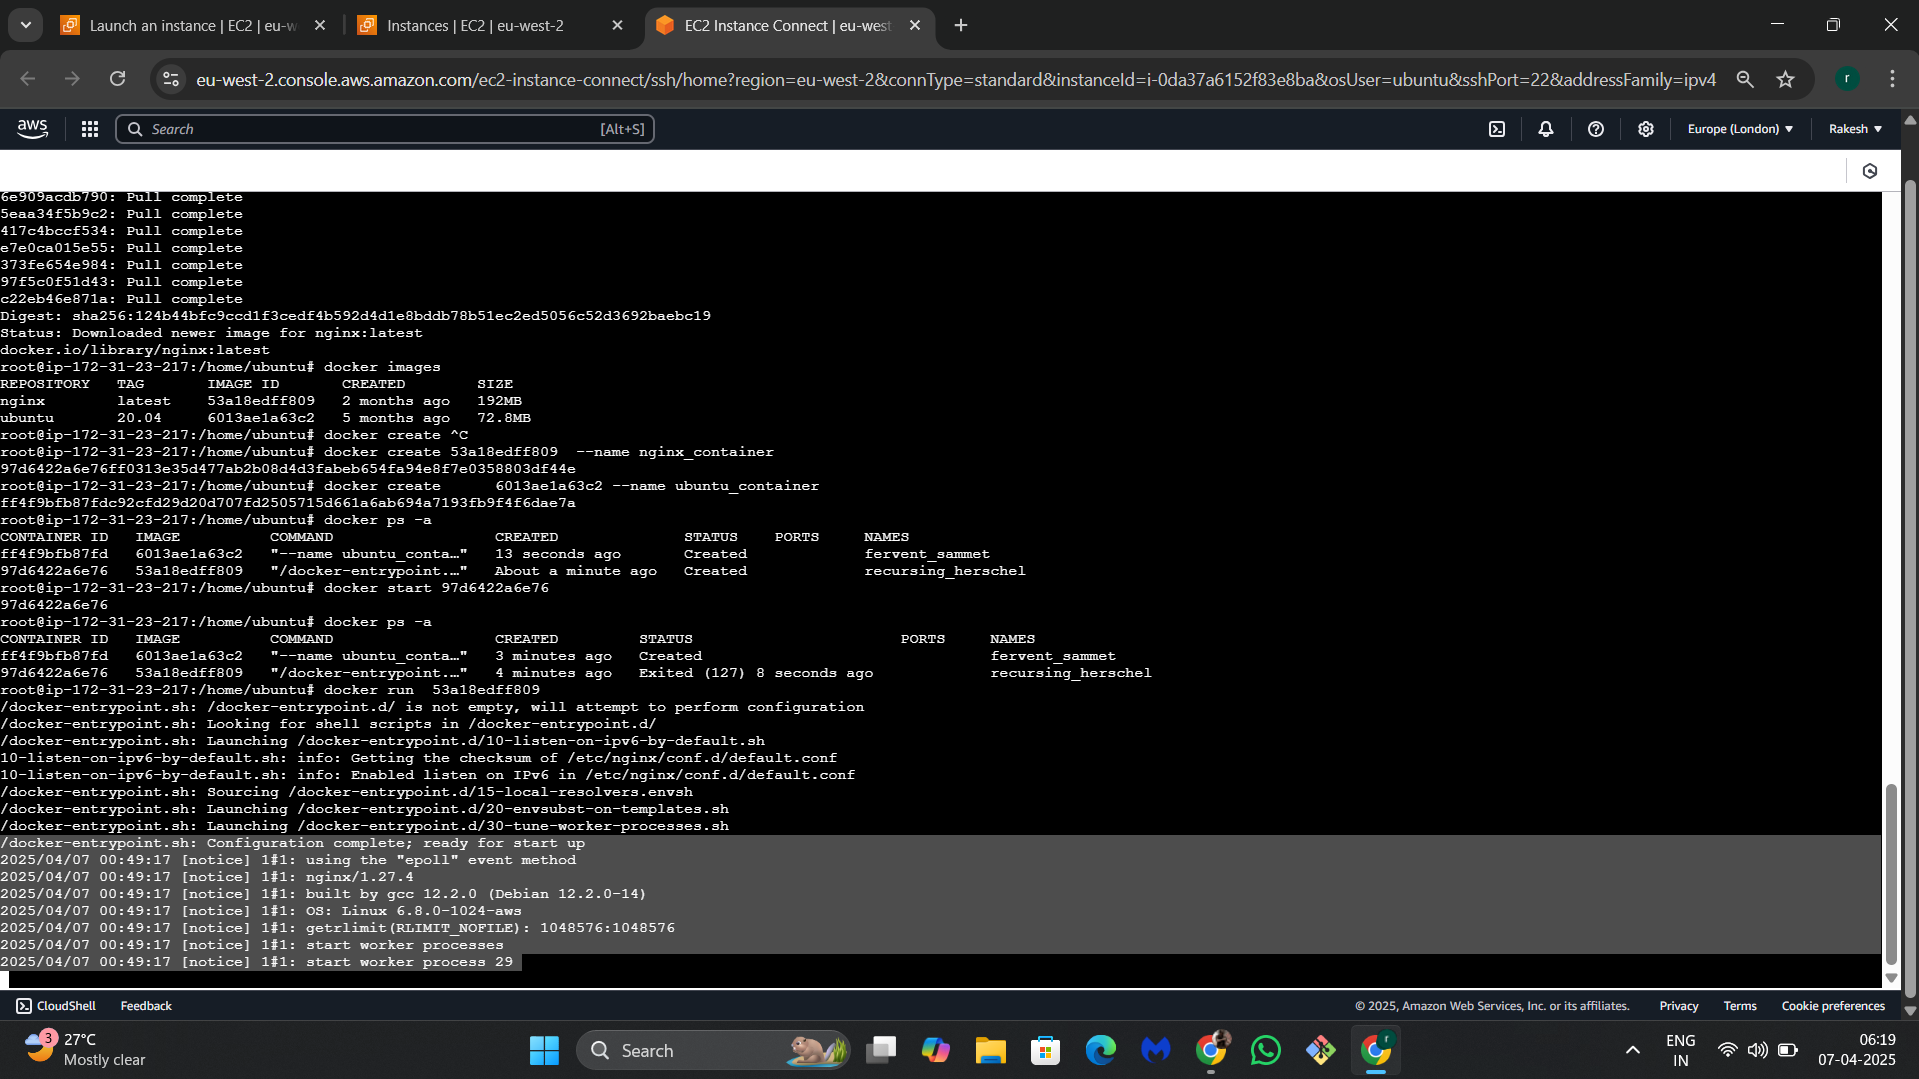 Launch an instance | EC2 | eu-w
Instances | EC2 | eu-west-2
EC2 Instance Connect | eu-west
eu-west-2.console.aws.amazon.com/ec2-instance-connect/ssh/home?region=eu-west-2&connType=standard&instanceId=i-0da37a6152f83e8ba&osUser=ubuntu&sshPort=22&addressFamily=ipv4
r
aws
Search
[Alt+S]
Europe (London)
Rakesh
6e909acdb790: Pull complete
5eaa34f5b9c2: Pull complete
417c4bccf534: Pull complete
e7e0ca015e55: Pull complete
373fe654e984: Pull complete
97f5c0f51d43: Pull complete
c22eb46e871a: Pull complete
Digest: sha256:124b44bfc9ccd1f3cedf4b592d4d1e8bddb78b51ec2ed5056c52d3692baebc19
Status: Downloaded newer image for nginx:latest
docker.io/library/nginx:latest
root@ip-172-31-23-217:/home/ubuntu# docker images
REPOSITORY   TAG       IMAGE ID       CREATED        SIZE
nginx        latest    53a18edff809   2 months ago   192MB
ubuntu       20.04     6013ae1a63c2   5 months ago   72.8MB
root@ip-172-31-23-217:/home/ubuntu# docker create ^C
root@ip-172-31-23-217:/home/ubuntu# docker create 53a18edff809  --name nginx_container
97d6422a6e76ff0313e35d477ab2b08d4d3fabeb654fa94e8f7e0358803df44e
root@ip-172-31-23-217:/home/ubuntu# docker create      6013ae1a63c2 --name ubuntu_container
ff4f9bfb87fdc92cfd29d20d707fd2505715d661a6ab694a7193fb9f4f6dae7a
root@ip-172-31-23-217:/home/ubuntu# docker ps -a
CONTAINER ID   IMAGE          COMMAND                  CREATED              STATUS    PORTS     NAMES
ff4f9bfb87fd   6013ae1a63c2   "--name ubuntu_conta…"   13 seconds ago       Created             fervent_sammet
97d6422a6e76   53a18edff809   "/docker-entrypoint.…"   About a minute ago   Created             recursing_herschel
root@ip-172-31-23-217:/home/ubuntu# docker start 97d6422a6e76
97d6422a6e76
root@ip-172-31-23-217:/home/ubuntu# docker ps -a
CONTAINER ID   IMAGE          COMMAND                  CREATED         STATUS                       PORTS     NAMES
ff4f9bfb87fd   6013ae1a63c2   "--name ubuntu_conta…"   3 minutes ago   Created                                fervent_sammet
97d6422a6e76   53a18edff809   "/docker-entrypoint.…"   4 minutes ago   Exited (127) 8 seconds ago             recursing_herschel
root@ip-172-31-23-217:/home/ubuntu# docker run  53a18edff809
/docker-entrypoint.sh: /docker-entrypoint.d/ is not empty, will attempt to perform configuration
/docker-entrypoint.sh: Looking for shell scripts in /docker-entrypoint.d/
/docker-entrypoint.sh: Launching /docker-entrypoint.d/10-listen-on-ipv6-by-default.sh
10-listen-on-ipv6-by-default.sh: info: Getting the checksum of /etc/nginx/conf.d/default.conf
10-listen-on-ipv6-by-default.sh: info: Enabled listen on IPv6 in /etc/nginx/conf.d/default.conf
/docker-entrypoint.sh: Sourcing /docker-entrypoint.d/15-local-resolvers.envsh
/docker-entrypoint.sh: Launching /docker-entrypoint.d/20-envsubst-on-templates.sh
/docker-entrypoint.sh: Launching /docker-entrypoint.d/30-tune-worker-processes.sh
/docker-entrypoint.sh: Configuration complete; ready for start up
2025/04/07 00:49:17 [notice] 1#1: using the "epoll" event method
2025/04/07 00:49:17 [notice] 1#1: nginx/1.27.4
2025/04/07 00:49:17 [notice] 1#1: built by gcc 12.2.0 (Debian 12.2.0-14)
2025/04/07 00:49:17 [notice] 1#1: OS: Linux 6.8.0-1024-aws
2025/04/07 00:49:17 [notice] 1#1: getrlimit(RLIMIT_NOFILE): 1048576:1048576
2025/04/07 00:49:17 [notice] 1#1: start worker processes
2025/04/07 00:49:17 [notice] 1#1: start worker process 29
CloudShell
Feedback
© 2025, Amazon Web Services, Inc. or its affiliates.
Privacy
Terms
Cookie preferences
3
27°C
Mostly clear
Search
r
ENG
IN
06:19
07-04-2025